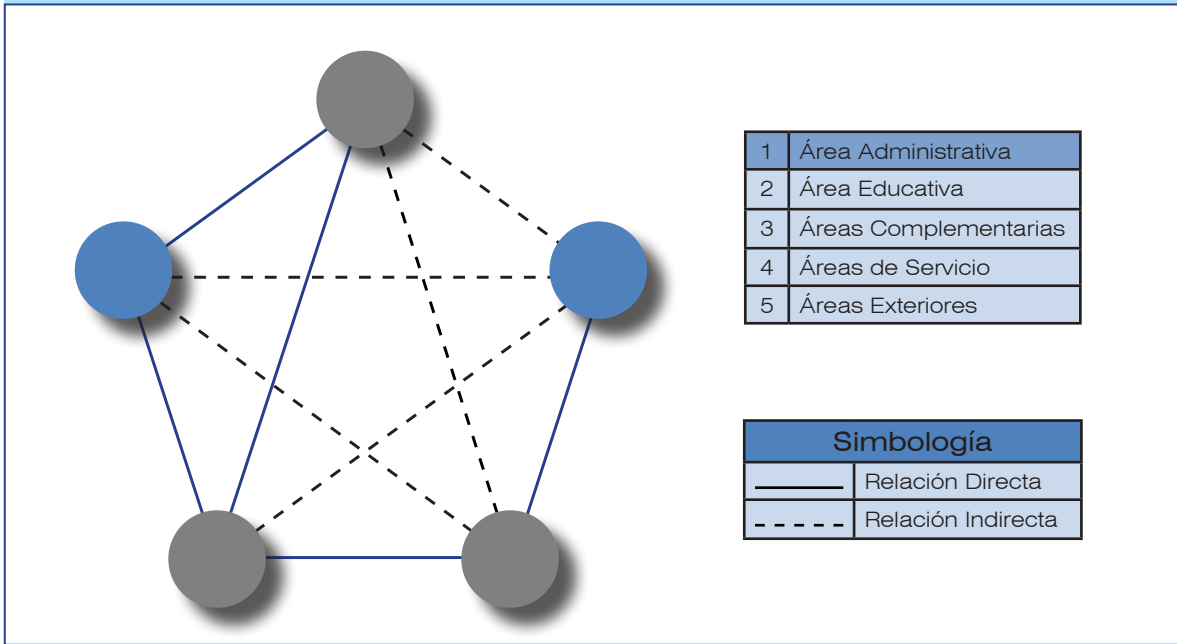 1 Área Administrativa
2 Área Educativa
3 Áreas Complementarias
4 Áreas de Servicio
5 Áreas Exteriores
Simbología
Relación Directa
Relación Indirecta